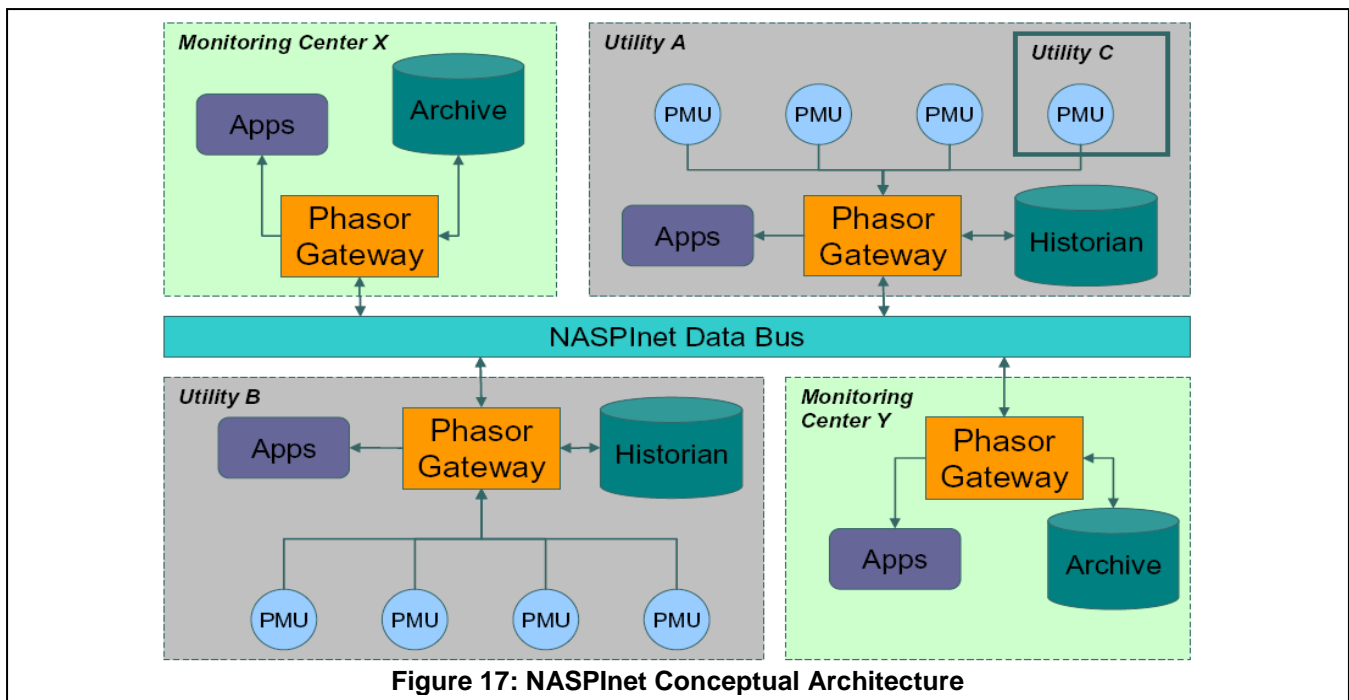 Monitoring Center X
Apps
Archive
Phasor
Gateway
Utility A
Utility C
PMU
PMU
PMU
PMU
Apps
Phasor
Gateway
Historian
NASPInet Data Bus
Utility B
Apps
Phasor
Gateway
Historian
PMU
PMU
PMU
PMU
Monitoring
Center Y
Phasor
Gateway
Apps
Archive
Figure 17: NASPInet Conceptual Architecture